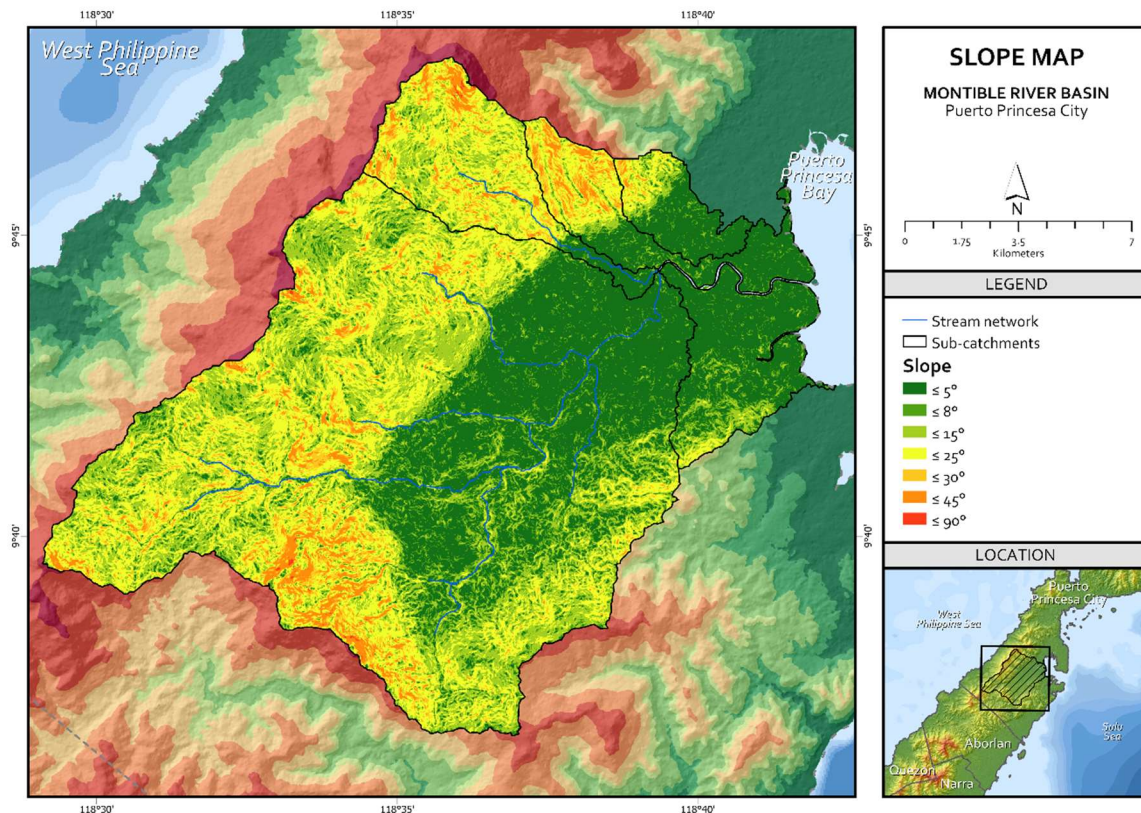 118°30'
118°35'
118°40'
West Philippine
Sea
Puerto
Princesa
Bay
9°45'
9°45'
9°40'
9°40'
118°30'
118°35'
118°40'
SLOPE MAP
MONTIBLE RIVER BASIN
Puerto Princesa City
N
0 1.75 3.5 7
Kilometers
LEGEND
Stream network
Sub-catchments
Slope
≤ 5°
≤ 8°
≤ 15°
≤ 25°
≤ 30°
≤ 45°
≤ 90°
LOCATION
Puerto
Princesa City
West
Philippine Sea
Sulu
Sea
Aborlan
Quezon
Narra